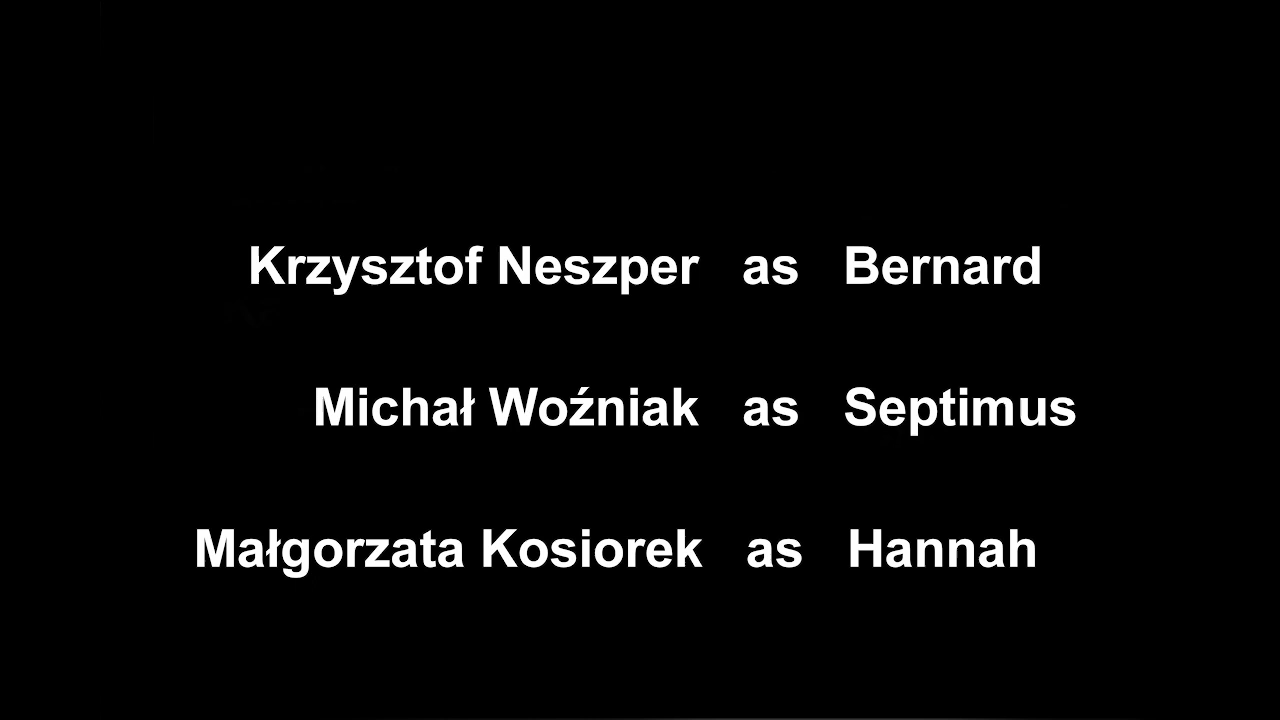 Krzysztof Neszper as Bernard
Michał Woźniak as Septimus
Małgorzata Kosiorek as Hannah